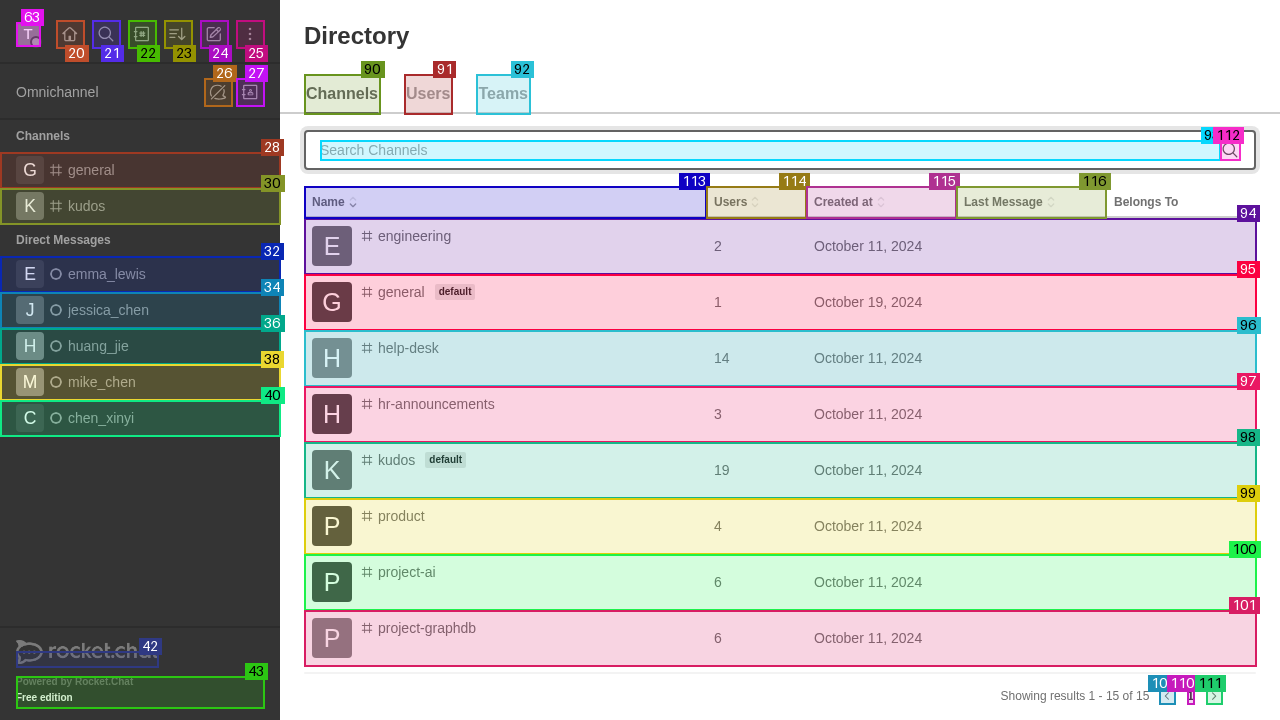 63
T
20
21
22
23
24
25
Omnichannel
26
27
Channels
28
G general
30
K kudos
Direct Messages
32
E emma_lewis
34
J jessica_chen
36
H huang_jie
38
M mike_chen
40
C chen_xinyi
42
rocket.chat
43
Powered by Rocket.Chat
Free edition
Directory
90
91
92
Channels
Users
Teams
112
Search Channels
113
114
115
116
Name
Users
Created at
Last Message
Belongs To
94
E engineering 2 October 11, 2024
95
G general default 1 October 19, 2024
96
H help-desk 14 October 11, 2024
97
H hr-announcements 3 October 11, 2024
98
K kudos default 19 October 11, 2024
99
P product 4 October 11, 2024
100
P project-ai 6 October 11, 2024
101
P project-graphdb 6 October 11, 2024
110
111
Showing results 1 - 15 of 15
1